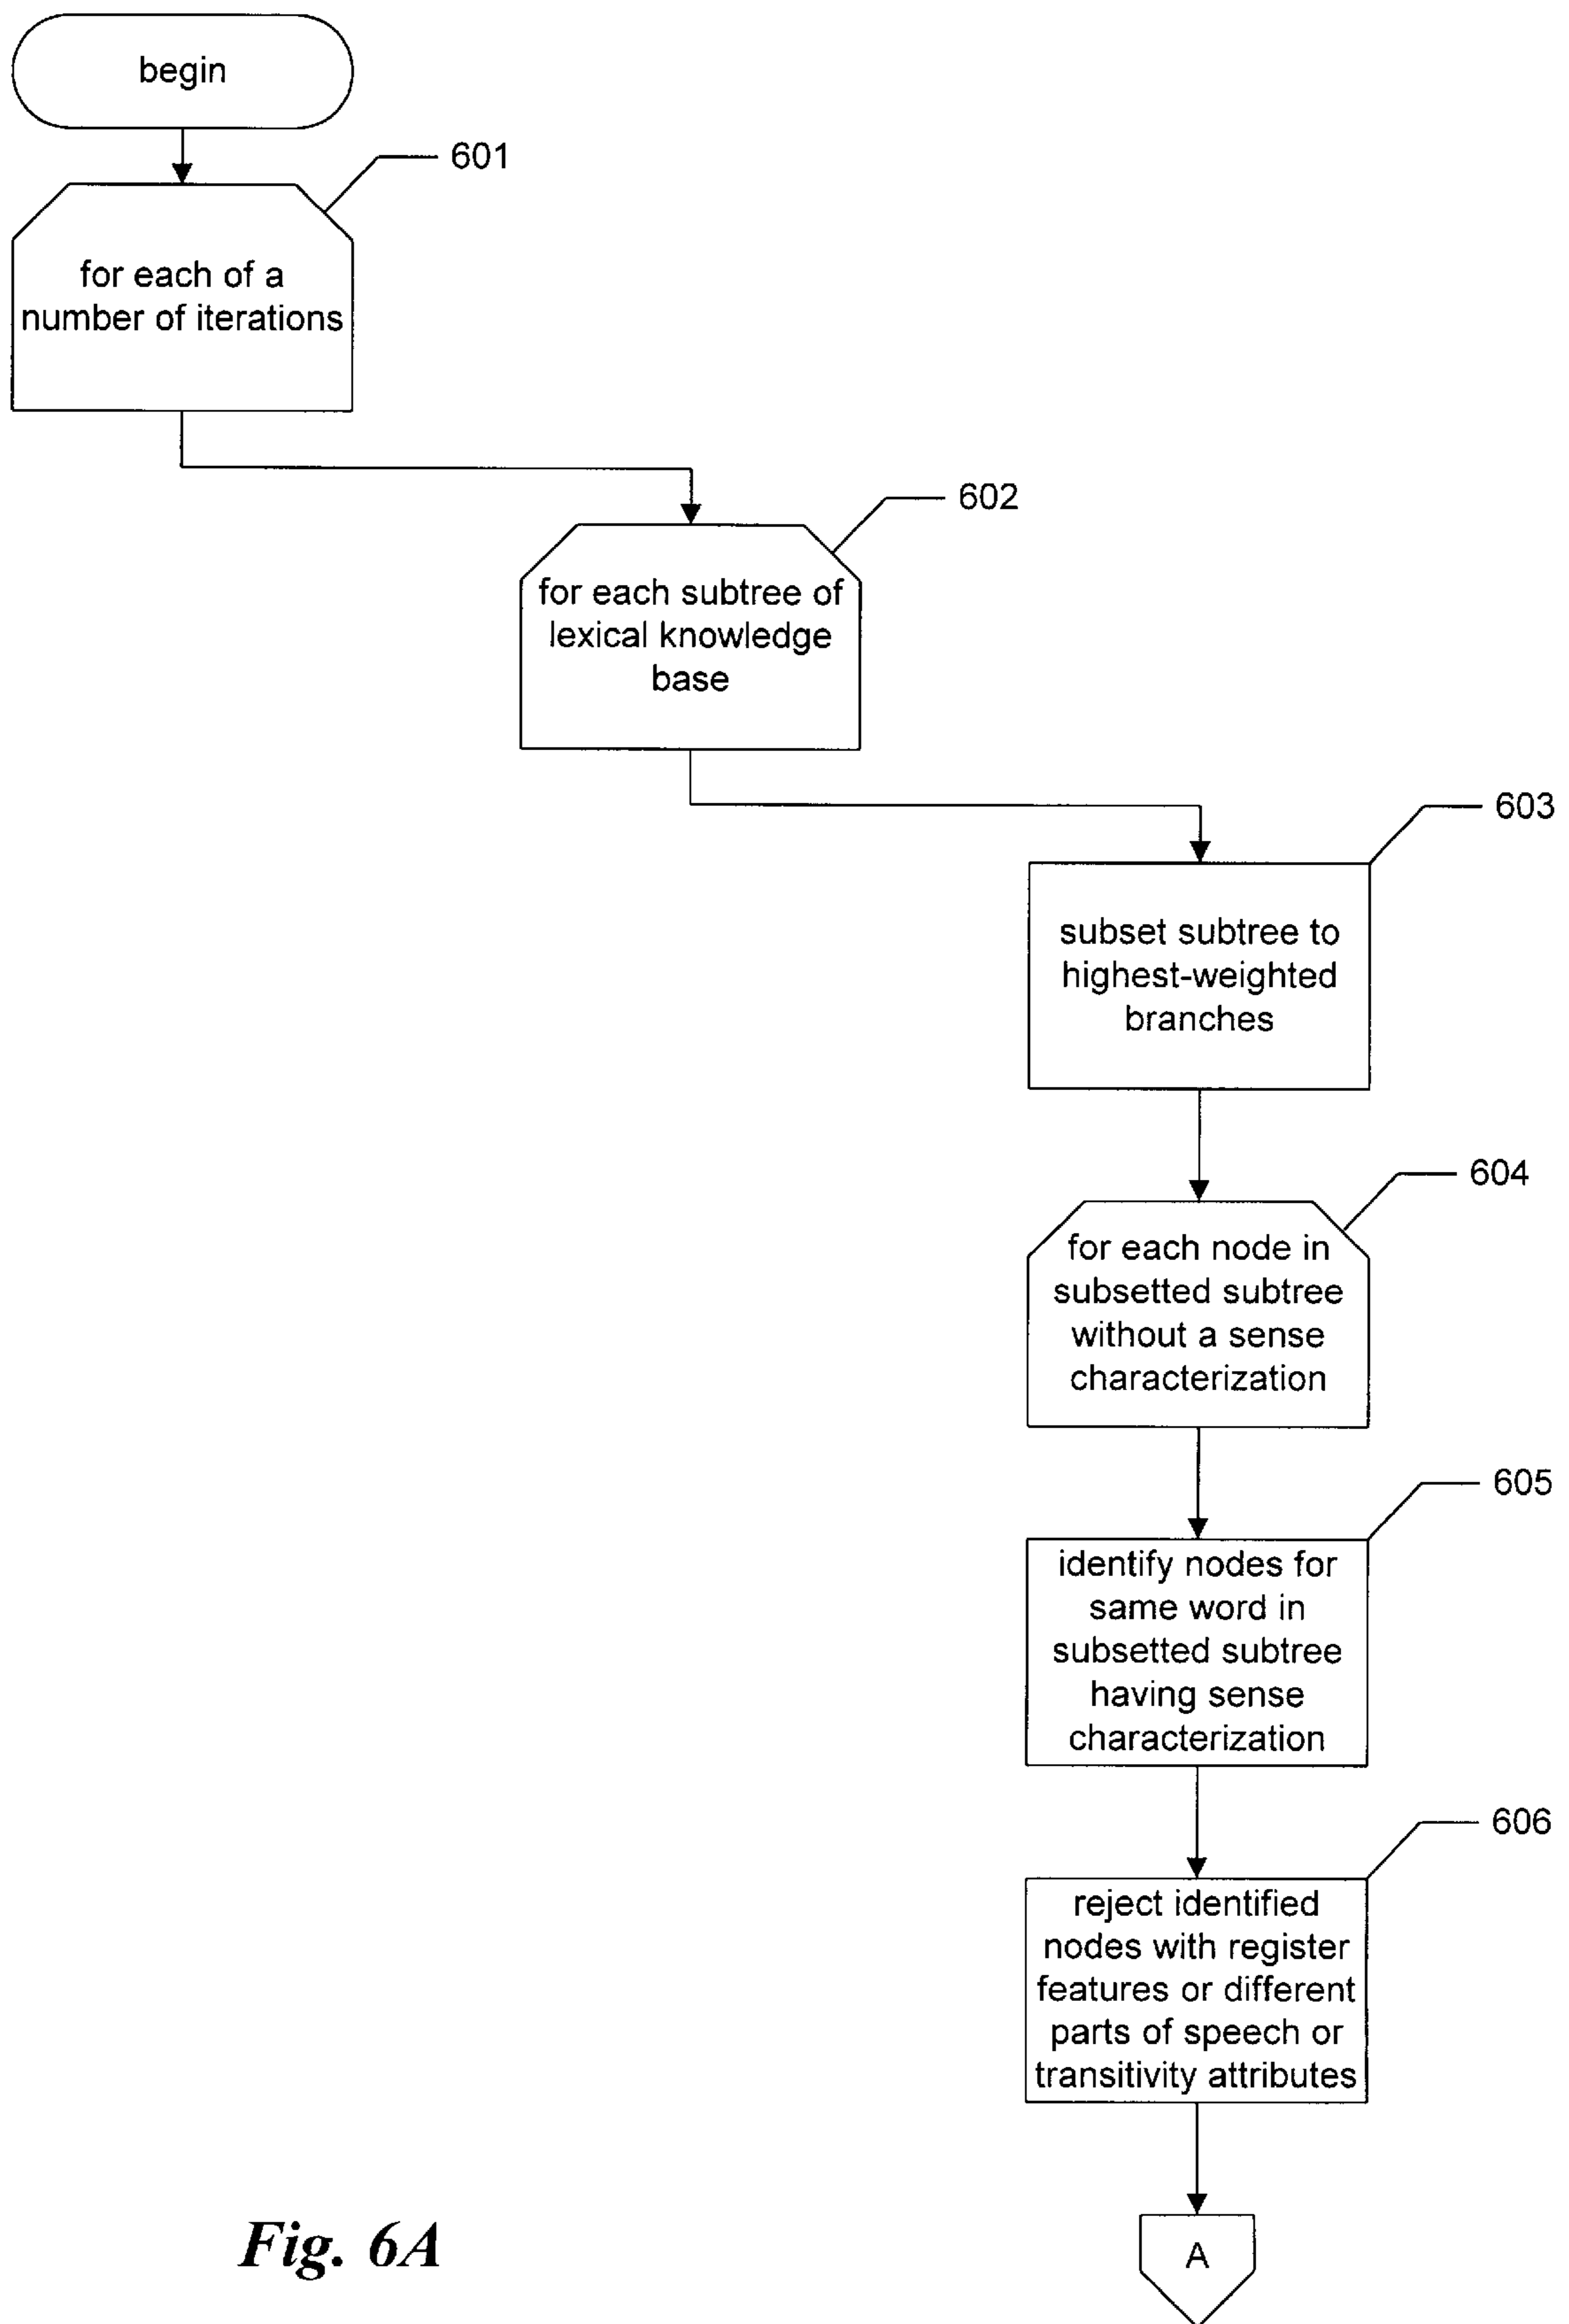 begin
601
for each of a
number of iterations
602
for each subtree of
lexical knowledge
base
603
subset subtree to
highest-weighted
branches
604
for each node in
subsetted subtree
without a sense
characterization
605
identify nodes for
same word in
subsetted subtree
having sense
characterization
606
reject identified
nodes with register
features or different
parts of speech or
transitivity attributes
A
Fig. 6A